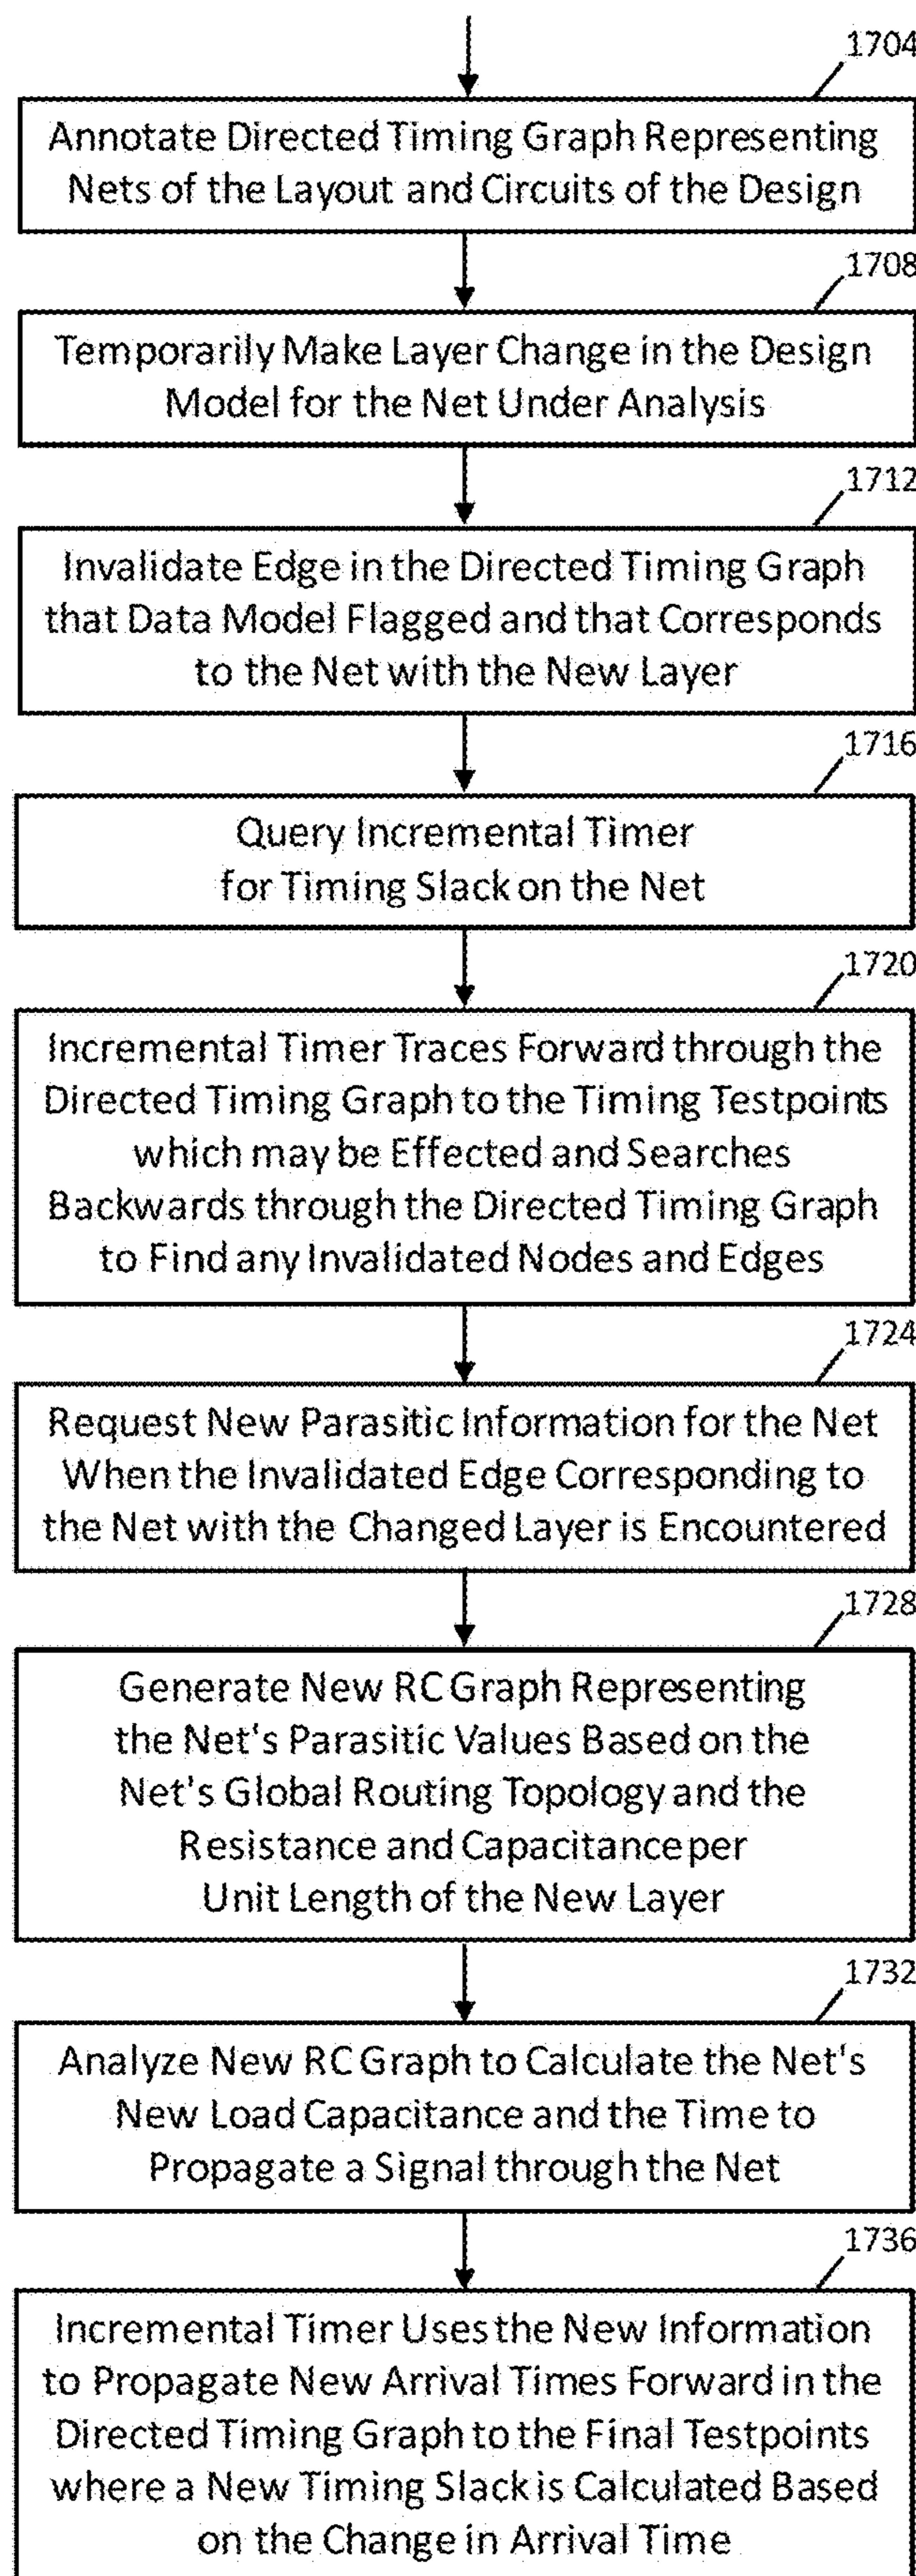 1704
Annotate Directed Timing Graph Representing
Nets of the Layout and Circuits of the Design
1708
Temporarily Make Layer Change in the Design
Model for the Net Under Analysis
1712
Invalidate Edge in the Directed Timing Graph
that Data Model Flagged and that Corresponds
to the Net with the New Layer
1716
Query Incremental Timer
for Timing Slack on the Net
1720
Incremental Timer Traces Forward through the
Directed Timing Graph to the Timing Testpoints
which may be Effected and Searches
Backwards through the Directed Timing Graph
to Find any Invalidated Nodes and Edges
1724
Request New Parasitic Information for the Net
When the Invalidated Edge Corresponding to
the Net with the Changed Layer is Encountered
1728
Generate New RC Graph Representing
the Net's Parasitic Values Based on the
Net's Global Routing Topology and the
Resistance and Capacitance per
Unit Length of the New Layer
1732
Analyze New RC Graph to Calculate the Net's
New Load Capacitance and the Time to
Propagate a Signal through the Net
1736
Incremental Timer Uses the New Information
to Propagate New Arrival Times Forward in the
Directed Timing Graph to the Final Testpoints
where a New Timing Slack is Calculated Based
on the Change in Arrival Time